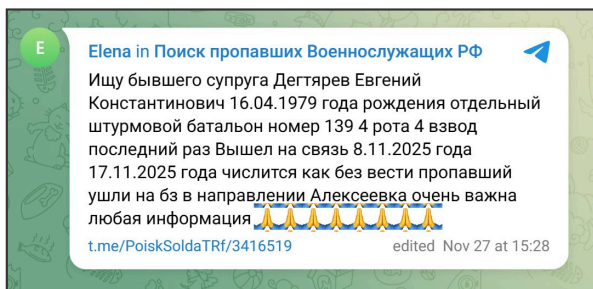 E
Elena in Поиск пропавших Военнослужащих РФ
Ищу бывшего супруга Дегтярев Евгений
Константинович 16.04.1979 года рождения отдельный
штурмовой батальон номер 139 4 рота 4 взвод
последний раз Вышел на связь 8.11.2025 года
17.11.2025 года числится как без вести пропавший
ушли на бз в направлении Алексеевка очень важна
любая информация 🙏🙏🙏🙏🙏🙏🙏
t.me/PoiskSoldaTRf/3416519 edited Nov 27 at 15:28